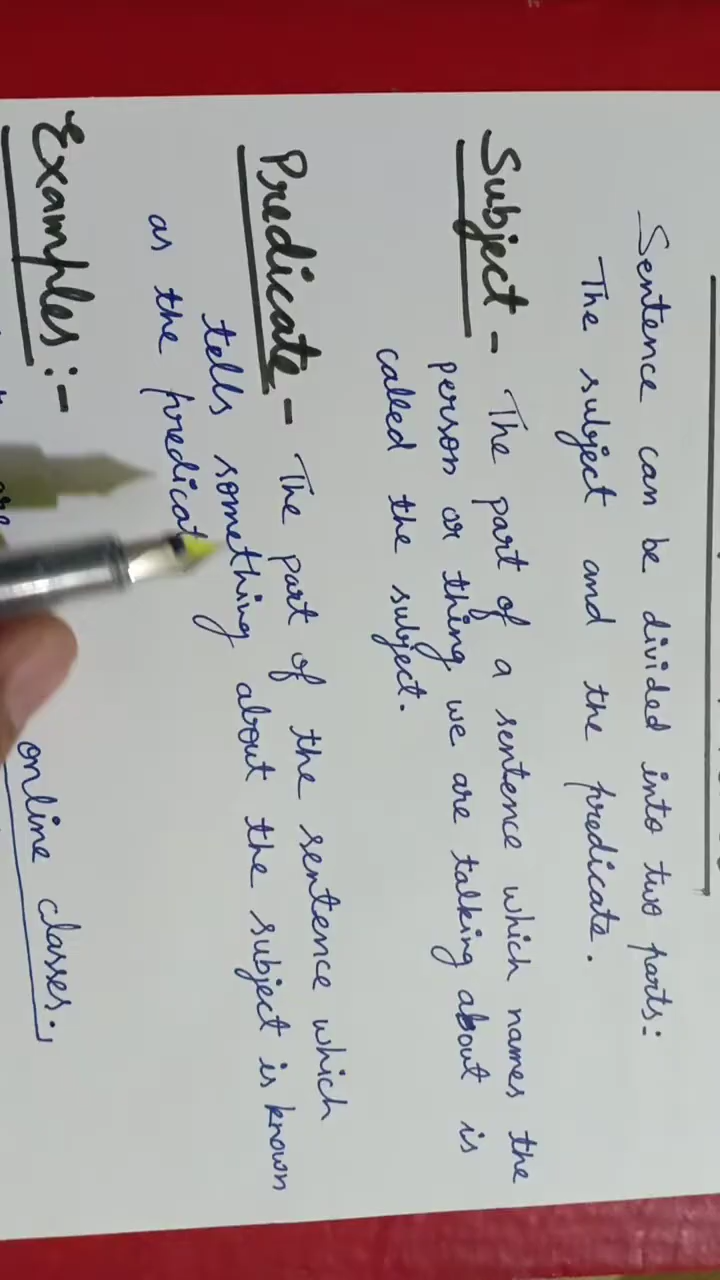 Sentence can be divided into two parts:-
The subject and the predicate.
Subject - The part of a sentence which names the
person or thing we are talking about is
called the subject.
Predicate - The part of the sentence which
tells something about the subject is known
as the predicat
Examples :-
online classes.